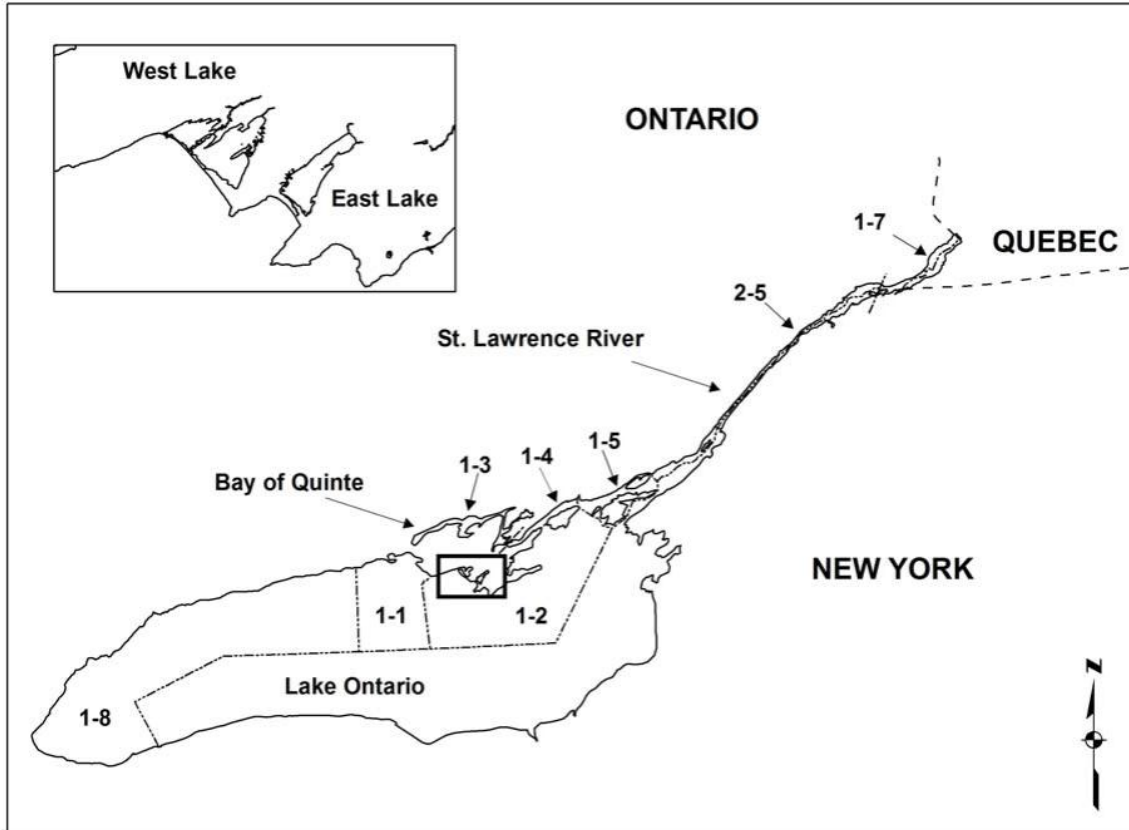 West Lake
East Lake
ONTARIO
1-7
QUEBEC
2-5
St. Lawrence River
1-5
1-4
1-3
Bay of Quinte
NEW YORK
1-1
1-2
Lake Ontario
1-8
N